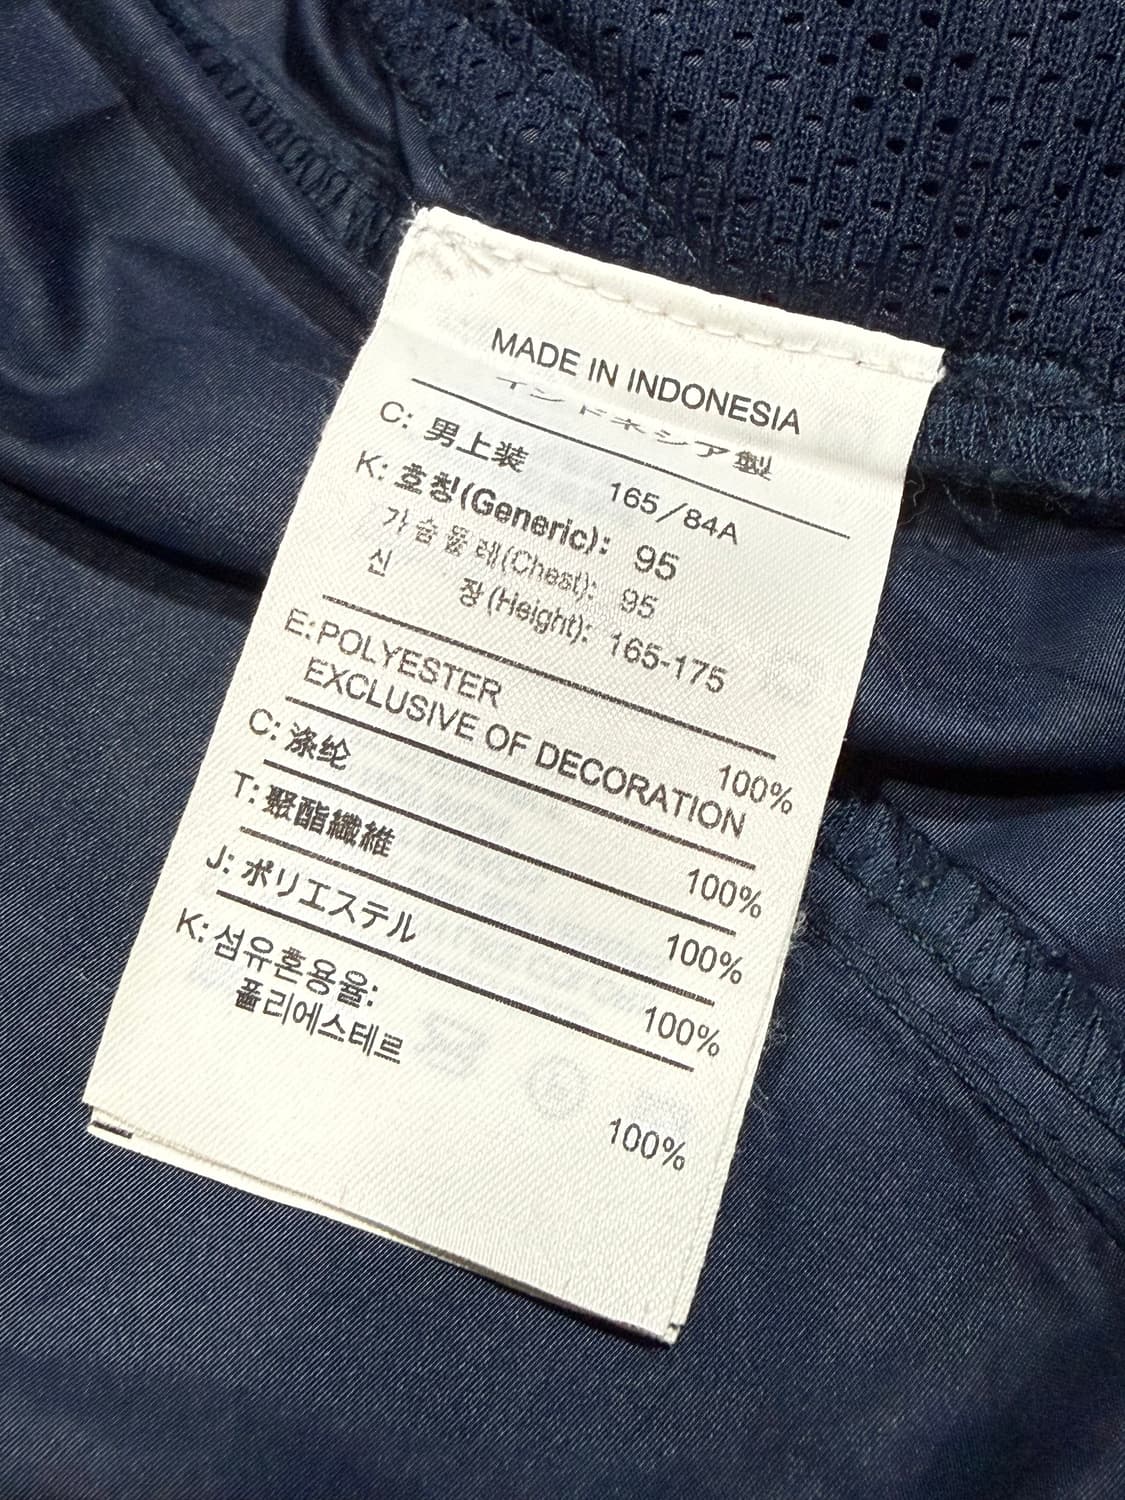 MADE IN INDONESIA
インドネシア製
C: 男上装 165/84A
K: 호칭(Generic): 95
가슴둘레(Chest): 95
신 장(Height): 165-175
E: POLYESTER 100%
EXCLUSIVE OF DECORATION
C: 涤纶 100%
T: 聚酯纖維 100%
J: ポリエステル 100%
K: 섬유혼용율:
폴리에스테르 100%